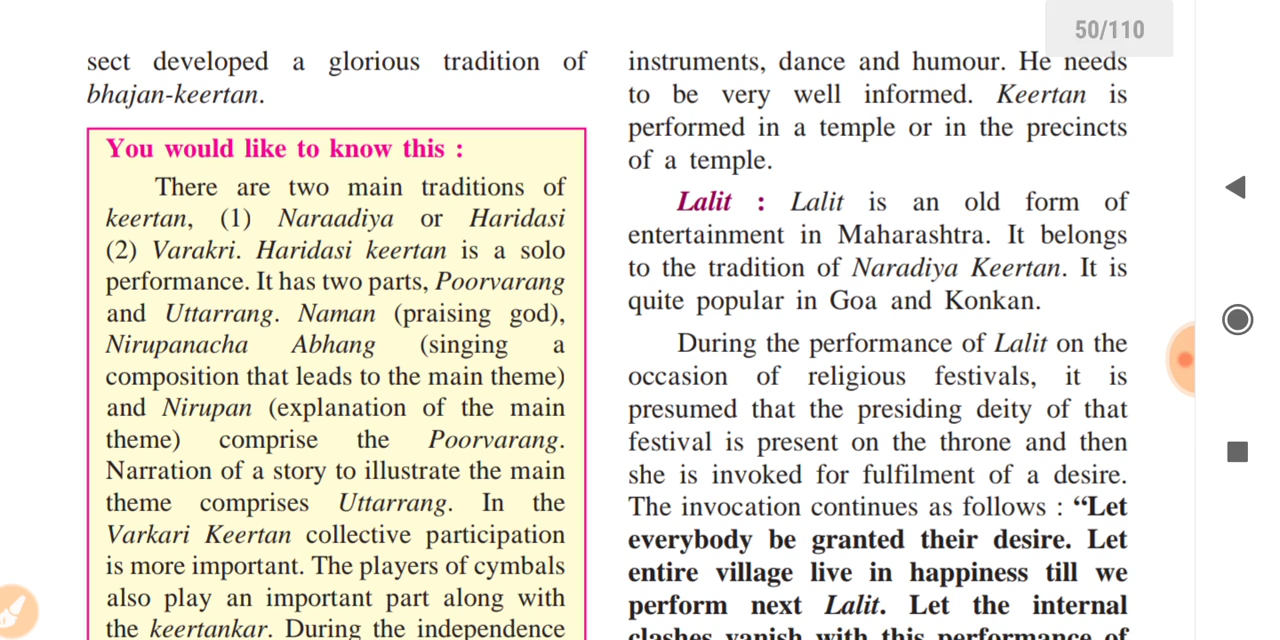 50/110
sect developed a glorious tradition of
bhajan-keertan.
You would like to know this :
There are two main traditions of
keertan, (1) Naraadiya or Haridasi
(2) Varakri. Haridasi keertan is a solo
performance. It has two parts, Poorvarang
and Uttarrang. Naman (praising god),
Nirupanacha Abhang (singing a
composition that leads to the main theme)
and Nirupan (explanation of the main
theme) comprise the Poorvarang.
Narration of a story to illustrate the main
theme comprises Uttarrang. In the
Varkari Keertan collective participation
is more important. The players of cymbals
also play an important part along with
the keertankar. During the independence
instruments, dance and humour. He needs
to be very well informed. Keertan is
performed in a temple or in the precincts
of a temple.
Lalit : Lalit is an old form of
entertainment in Maharashtra. It belongs
to the tradition of Naradiya Keertan. It is
quite popular in Goa and Konkan.
During the performance of Lalit on the
occasion of religious festivals, it is
presumed that the presiding deity of that
festival is present on the throne and then
she is invoked for fulfilment of a desire.
The invocation continues as follows : “Let
everybody be granted their desire. Let
entire village live in happiness till we
perform next Lalit. Let the internal
clashes vanish with this performance of